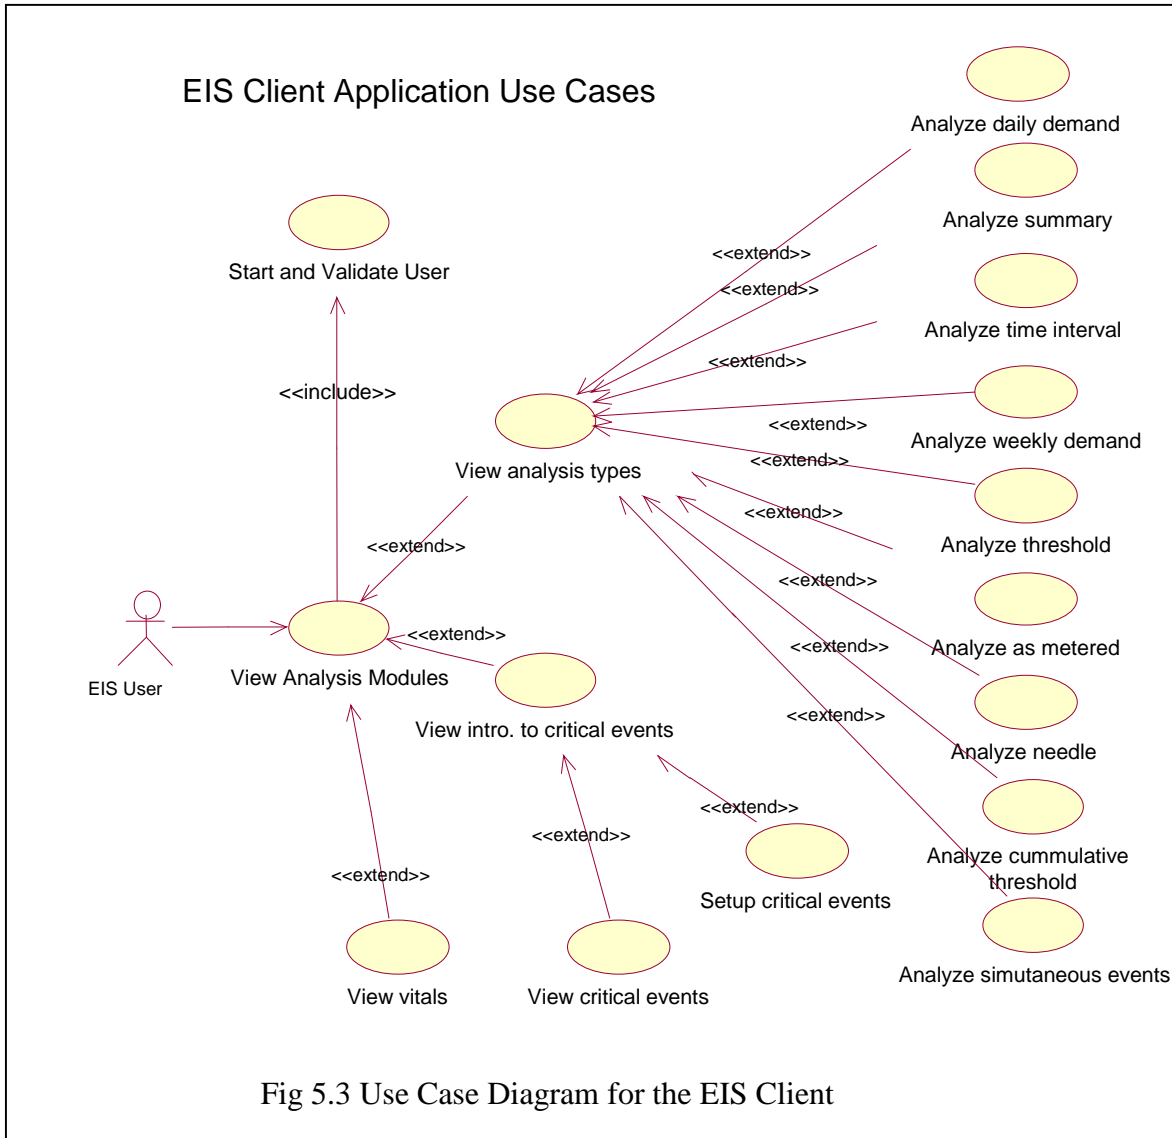 EIS Client Application Use Cases
Analyze daily demand
Start and Validate User
Analyze summary
<<extend>>
<<extend>>
Analyze time interval
<<extend>>
<<include>>
<<extend>>
Analyze weekly demand
View analysis types
<<extend>>
<<extend>>
Analyze threshold
<<extend>>
<<extend>>
<<extend>>
<<extend>>
Analyze as metered
EIS User
View Analysis Modules
View intro. to critical events
<<extend>>
Analyze needle
<<extend>>
<<extend>>
Analyze cummulative
threshold
<<extend>>
Setup critical events
Analyze simutaneous events
View vitals
View critical events
Fig 5.3 Use Case Diagram for the EIS Client